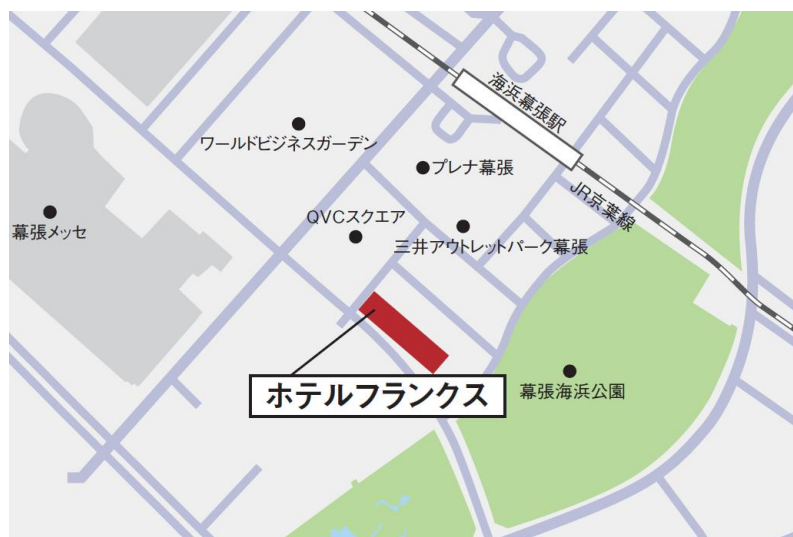 海浜幕張駅
ワールドビジネスガーデン
プレナ幕張
JR京葉線
幕張メッセ
QVCスクエア
三井アウトレットパーク幕張
ホテルフランクス
幕張海浜公園